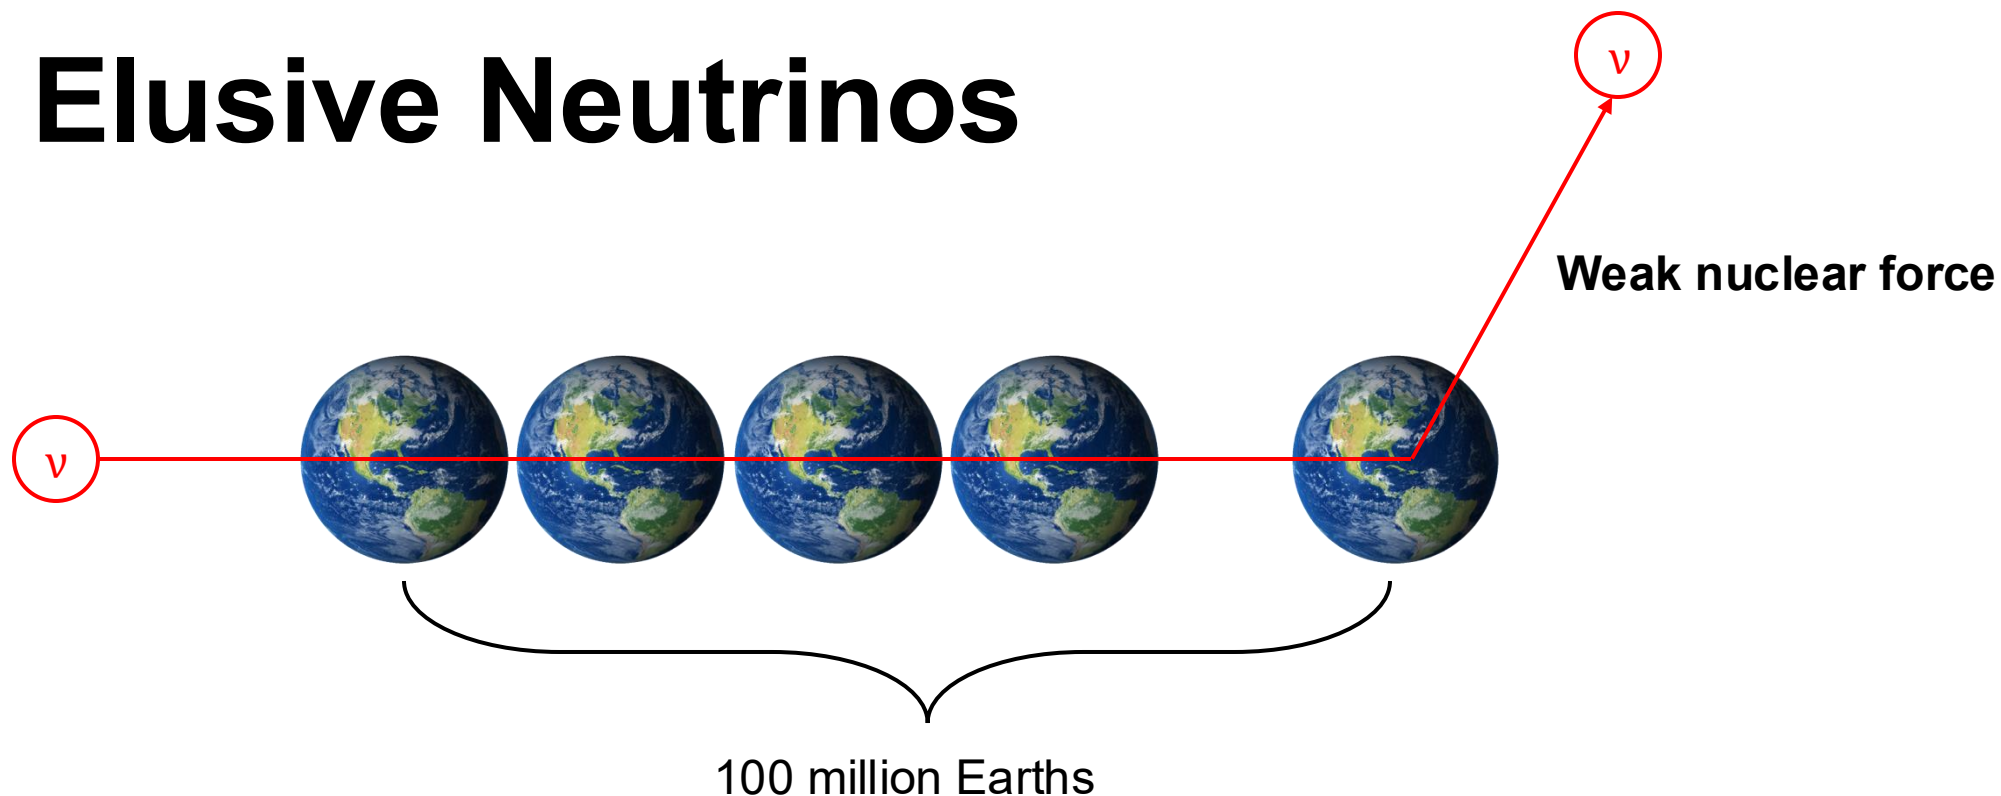 Elusive Neutrinos
ν
Weak nuclear force
ν
100 million Earths